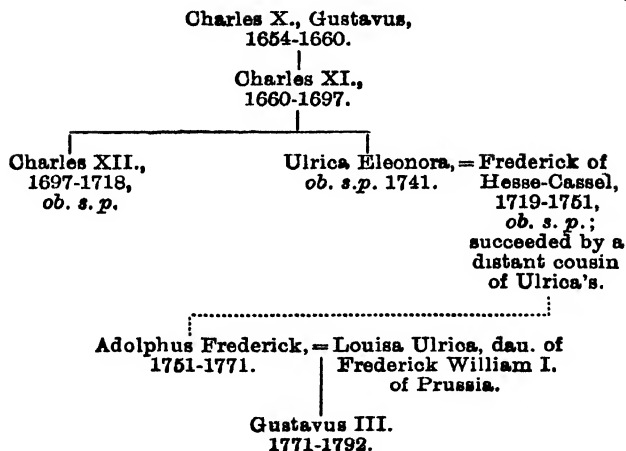 Charles X., Gustavus,
1654-1660.
Charles XI.,
1660-1697.
Charles XII.,
1697-1718,
ob. s. p.
Ulrica Eleonora, =
ob. s.p. 1741.
Frederick of
Hesse-Cassel,
1719-1751,
ob. s. p.;
succeeded by a
distant cousin
of Ulrica's.
Adolphus Frederick, =
1751-1771.
Louisa Ulrica, dau. of
Frederick William I.
of Prussia.
Gustavus III.
1771-1792.